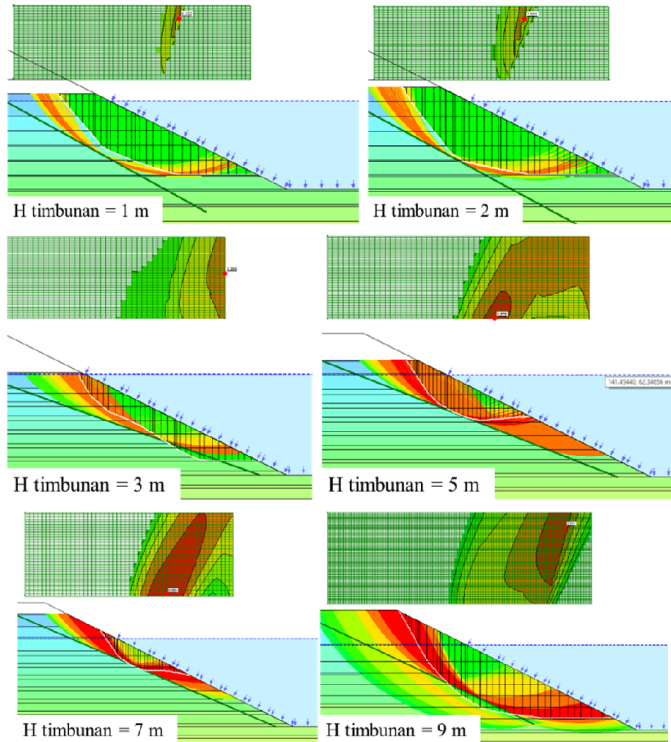 H timbunan = 1 m
H timbunan = 2 m
H timbunan = 3 m
141.45440, 62.34656 m
H timbunan = 5 m
H timbunan = 7 m
H timbunan = 9 m